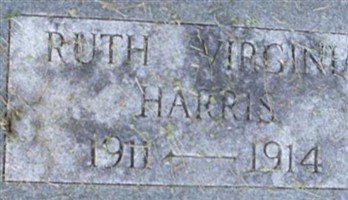 RUTH VIRGINIA
HARRIS
1911 — 1914